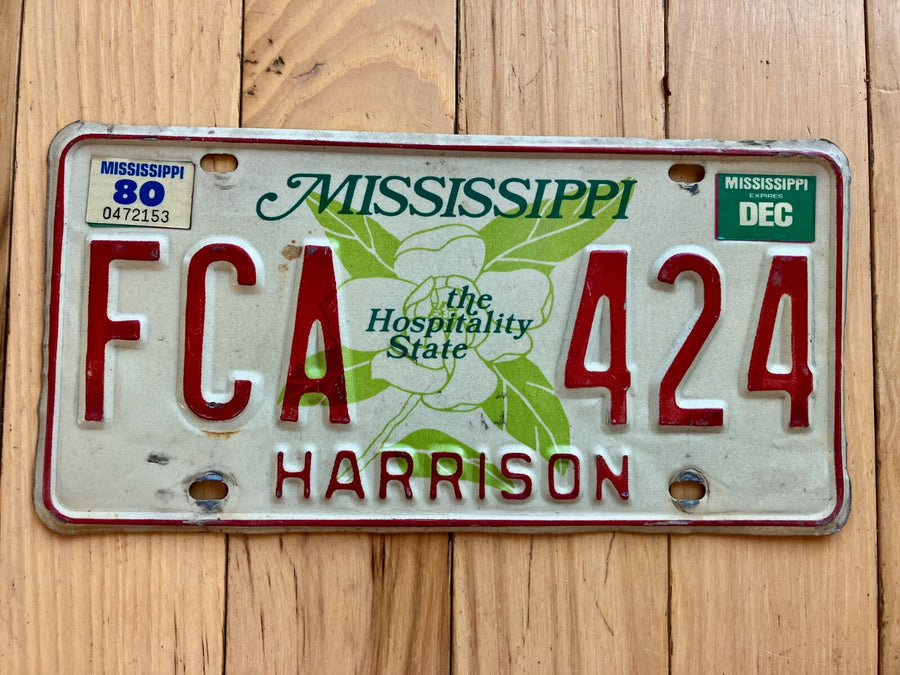 MISSISSIPPI
80
0472153
MISSISSIPPI
MISSISSIPPI
EXPIRES
DEC
FCA 424
the
Hospitality
State
HARRISON